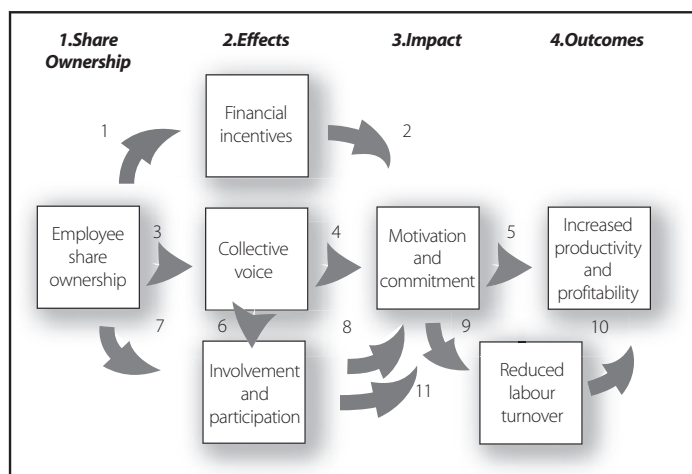 1.Share
Ownership
2.Effects
3.Impact
4.Outcomes
Financial
incentives
1
2
Employee
share
ownership
3
Collective
voice
4
Motivation
and
commitment
5
Increased
productivity
and
profitability
7
6
8
9
10
Involvement
and
participation
11
Reduced
labour
turnover